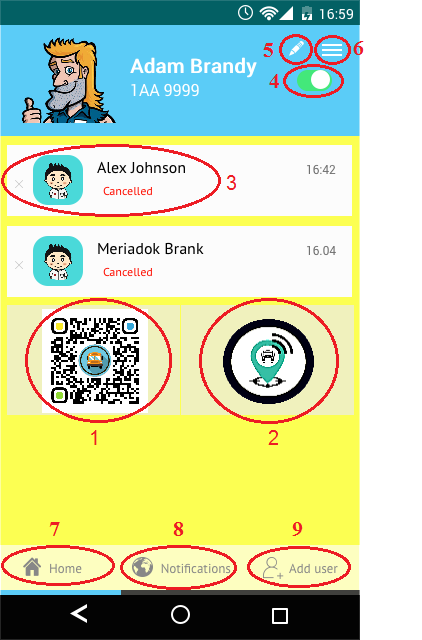 16:59
5
6
Adam Brandy
1AA 9999
4
Alex Johnson
16:42
Cancelled
3
Meriadok Brank
16.04
Cancelled
1
2
7
8
9
Home
Notifications
Add user